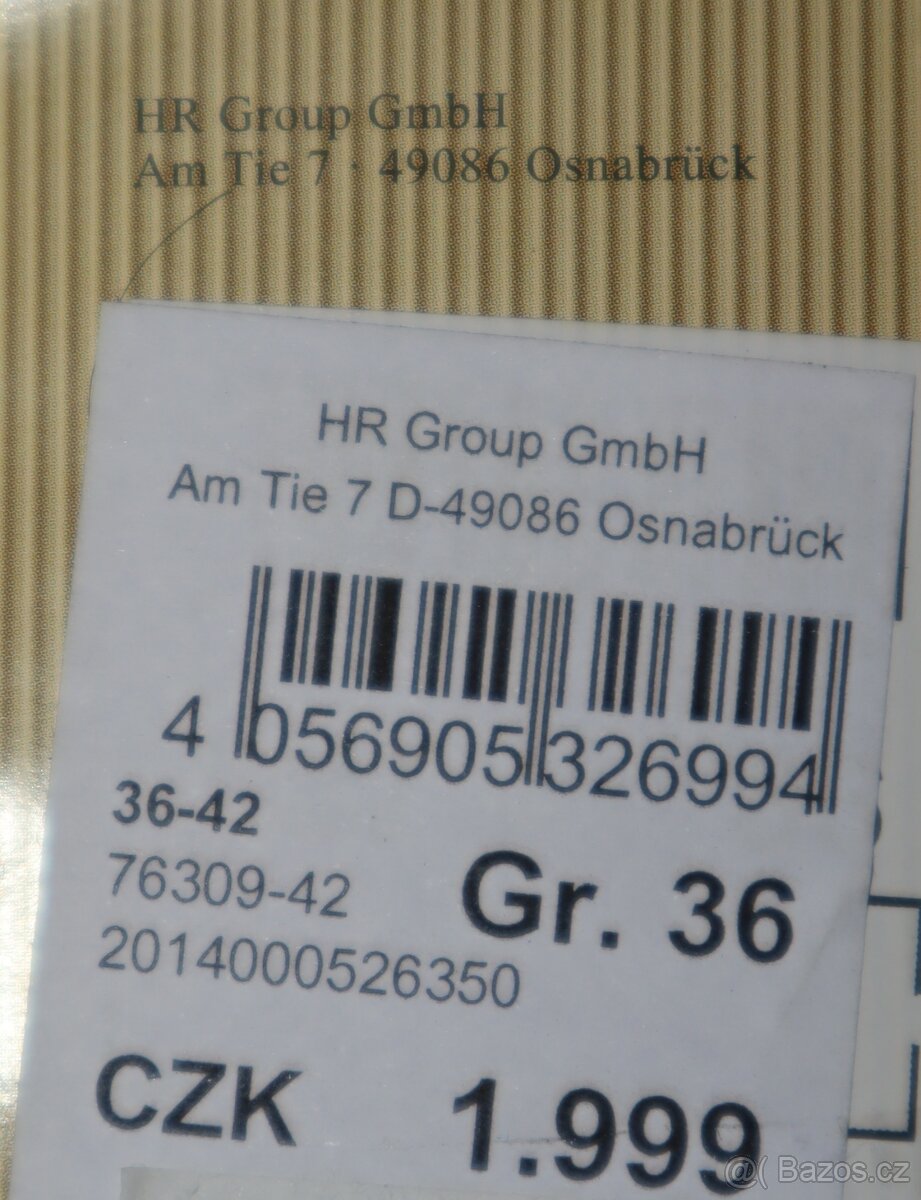 HR Group GmbH
Am Tie 7 · 49086 Osnabrück
HR Group GmbH
Am Tie 7 D-49086 Osnabrück
4 056905 326994
36-42
76309-42
Gr. 36
2014000526350
CZK 1.999
@( Bazos.cz